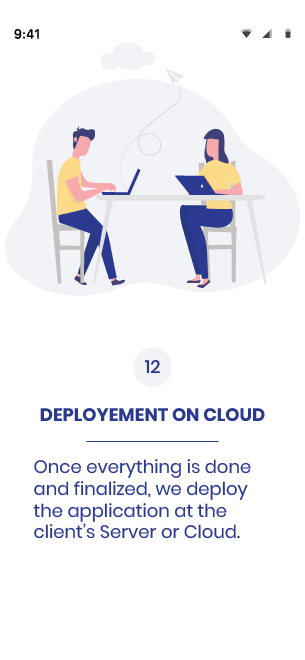 9:41
12
DEPLOYEMENT ON CLOUD
Once everything is done
and finalized, we deploy
the application at the
client's Server or Cloud.